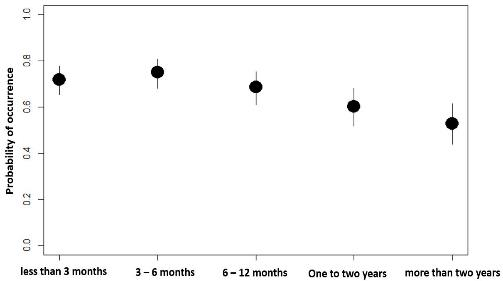 Probability of occurrence
1.0
0.8
0.6
0.4
0.2
0.0
less than 3 months
3 – 6 months
6 – 12 months
One to two years
more than two years